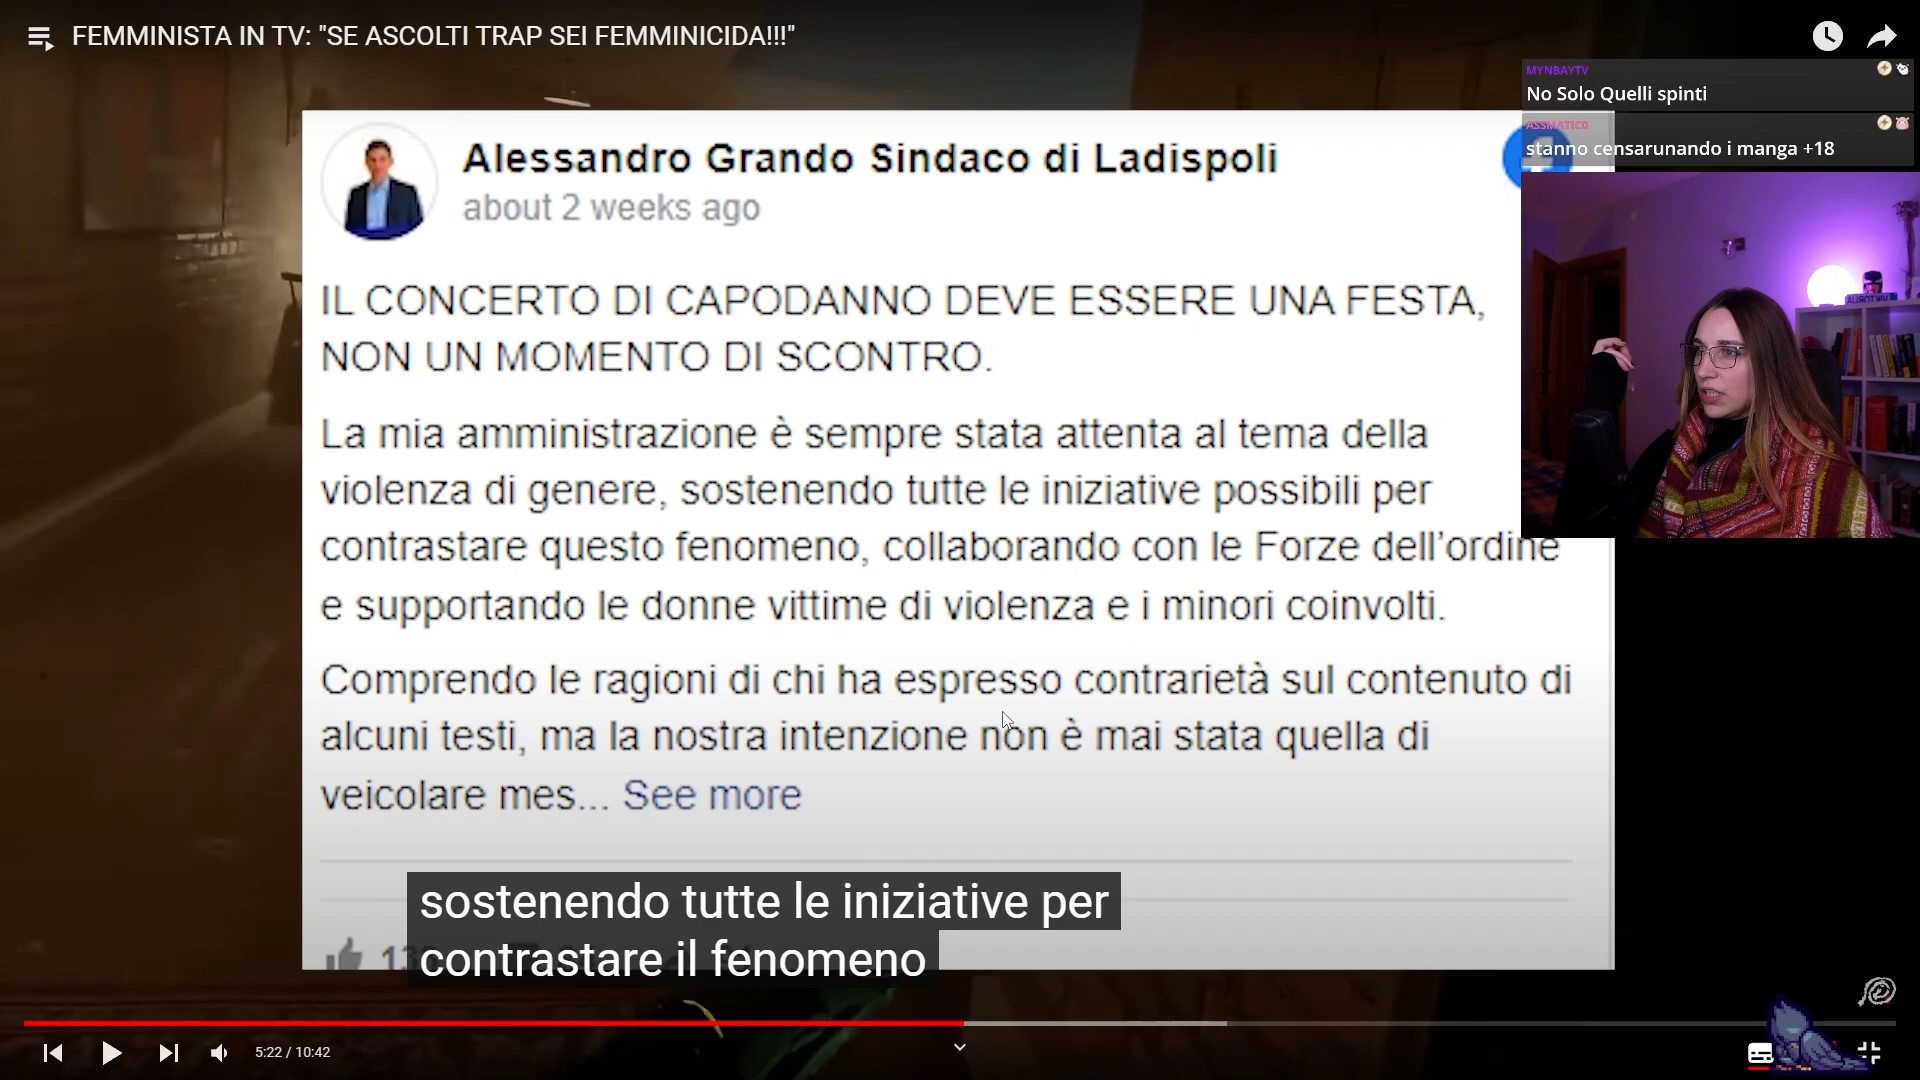 FEMMINISTA IN TV: "SE ASCOLTI TRAP SEI FEMMINICIDA!!!"
MYNBAYTV
No Solo Quelli spinti
ASSMATICO
stanno censarunando i manga +18
Alessandro Grando Sindaco di Ladispoli
about 2 weeks ago
IL CONCERTO DI CAPODANNO DEVE ESSERE UNA FESTA,
NON UN MOMENTO DI SCONTRO.
La mia amministrazione è sempre stata attenta al tema della
violenza di genere, sostenendo tutte le iniziative possibili per
contrastare questo fenomeno, collaborando con le Forze dell'ordine
e supportando le donne vittime di violenza e i minori coinvolti.
Comprendo le ragioni di chi ha espresso contrarietà sul contenuto di
alcuni testi, ma la nostra intenzione non è mai stata quella di
veicolare mes... See more
sostenendo tutte le iniziative per
contrastare il fenomeno
5:22 / 10:42